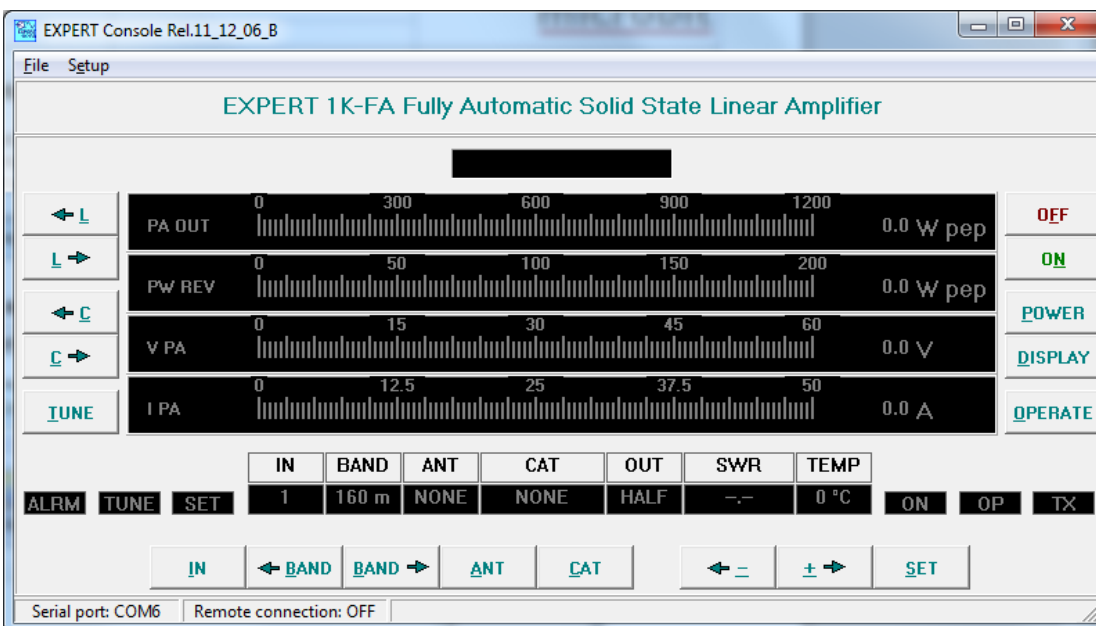 EXPERT Console Rel.11_12_06_B
File Setup
EXPERT 1K-FA Fully Automatic Solid State Linear Amplifier
L
L
C
C
TUNE
0 300 600 900 1200
PA OUT 0.0 W pep
0 50 100 150 200
PW REV 0.0 W pep
0 15 30 45 60
V PA 0.0 V
0 12.5 25 37.5 50
I PA 0.0 A
OFF
ON
POWER
DISPLAY
OPERATE
IN BAND ANT CAT OUT SWR TEMP
1 160 m NONE NONE HALF -.- 0 °C
ALRM TUNE SET ON OP TX
IN BAND BAND ANT CAT - + SET
Serial port: COM6 Remote connection: OFF